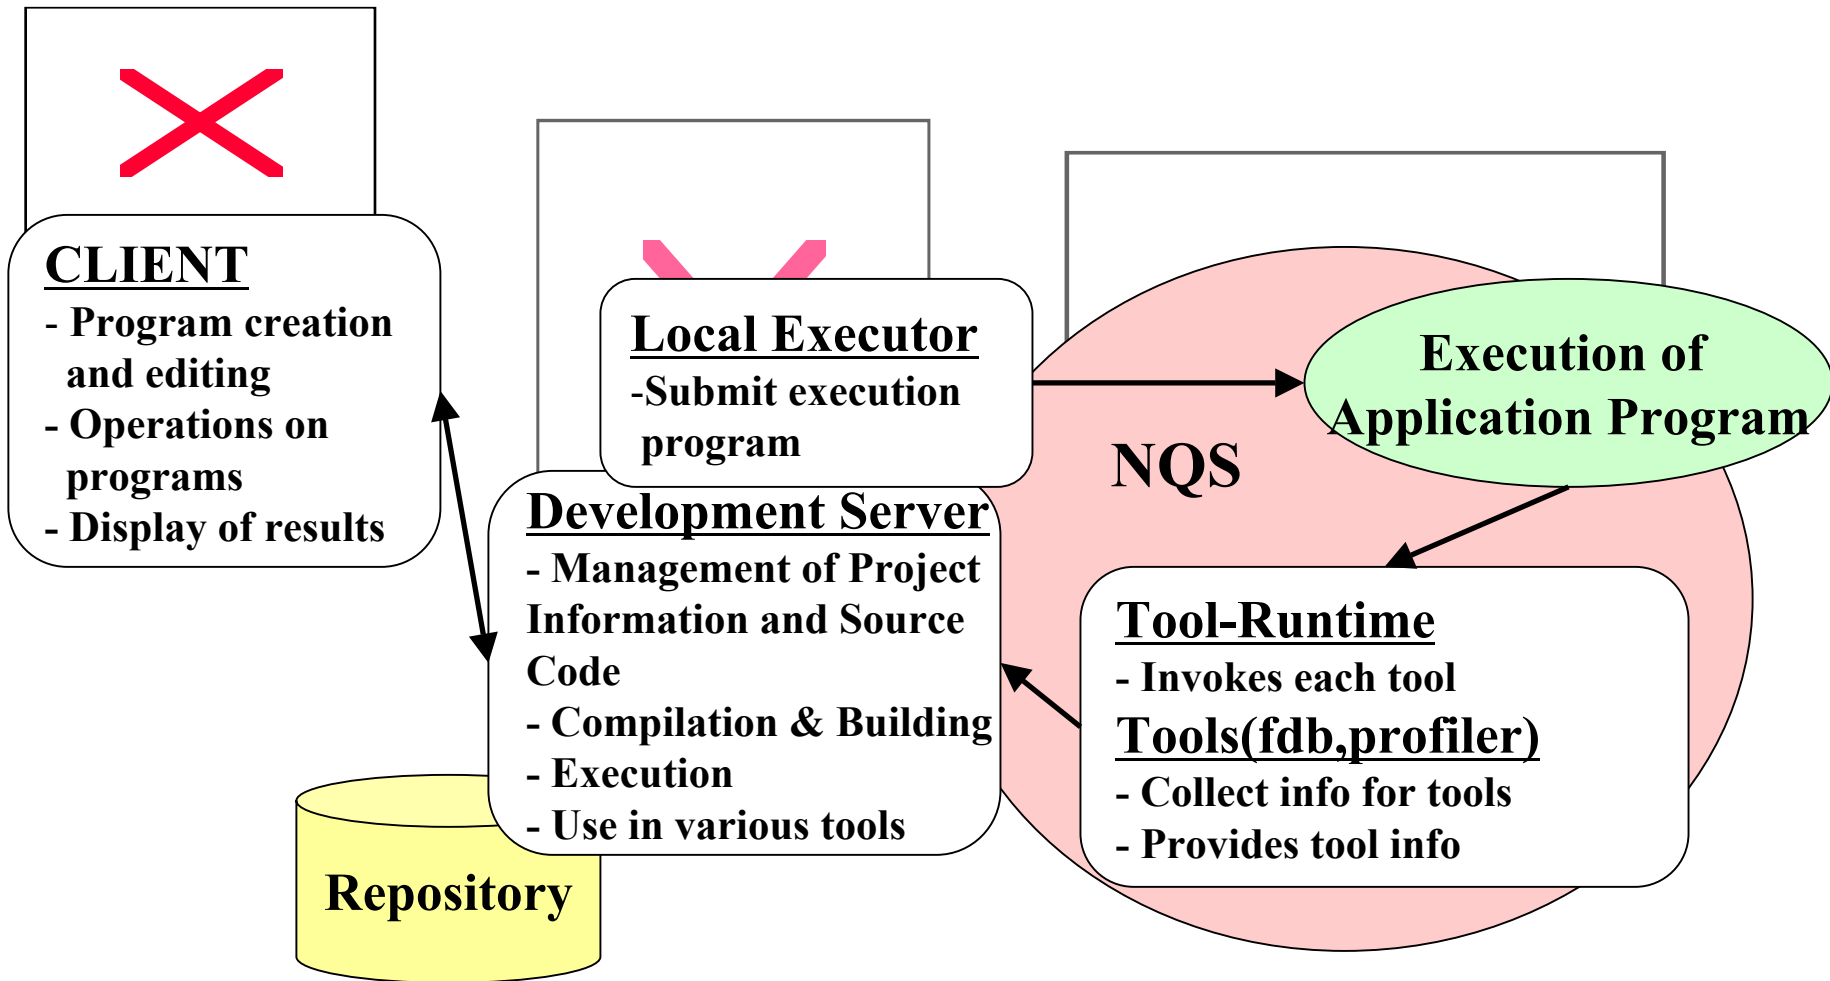 CLIENT
- Program creation
and editing
- Operations on
programs
- Display of results
Local Executor
-Submit execution
program
Development Server
- Management of Project
Information and Source
Code
- Compilation & Building
- Execution
- Use in various tools
Repository
NQS
Execution of
Application Program
Tool-Runtime
- Invokes each tool
Tools(fdb,profiler)
- Collect info for tools
- Provides tool info